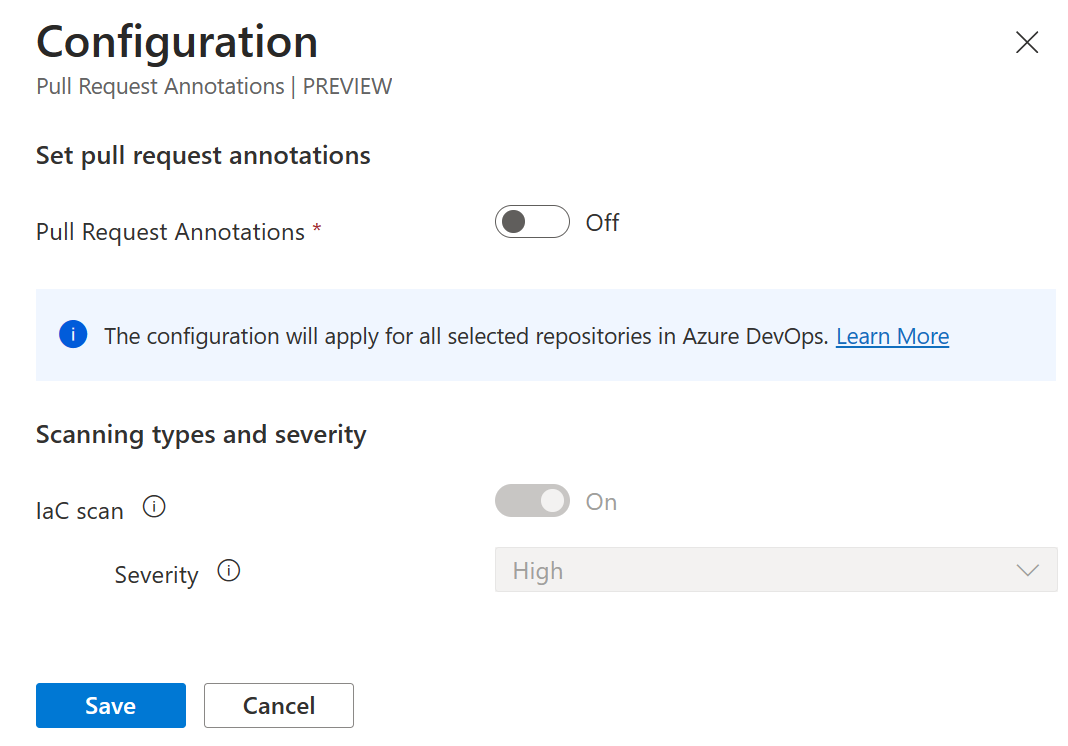 Configuration
Pull Request Annotations | PREVIEW
Set pull request annotations
Pull Request Annotations *
Off
The configuration will apply for all selected repositories in Azure DevOps. Learn More
Scanning types and severity
IaC scan
On
Severity
High
Save
Cancel